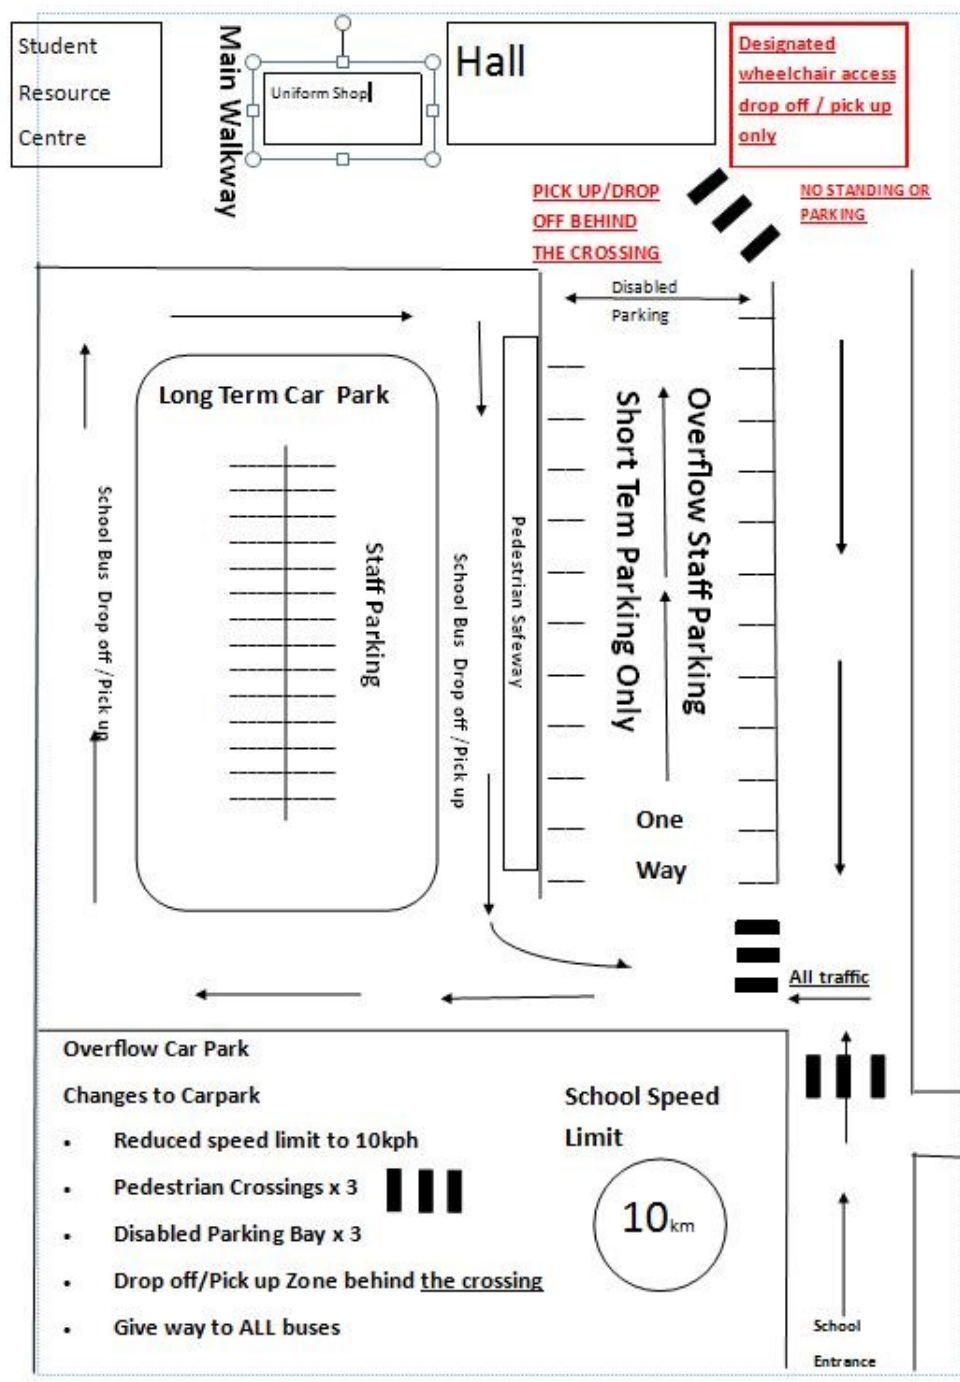 Student
Resource
Centre
Main Walkway
Uniform Shop
Hall
Designated
wheelchair access
drop off / pick up
only
PICK UP/DROP
OFF BEHIND
THE CROSSING
NO STANDING OR
PARKING
Disabled
Parking
Long Term Car Park
School Bus Drop off /Pick up
Staff Parking
School Bus Drop off /Pick up
Pedestrian Safeway
Short Tem Parking Only
Overflow Staff Parking
One
Way
All traffic
Overflow Car Park
Changes to Carpark
• Reduced speed limit to 10kph
• Pedestrian Crossings x 3
• Disabled Parking Bay x 3
• Drop off/Pick up Zone behind the crossing
• Give way to ALL buses
School Speed
Limit
10km
School
Entrance